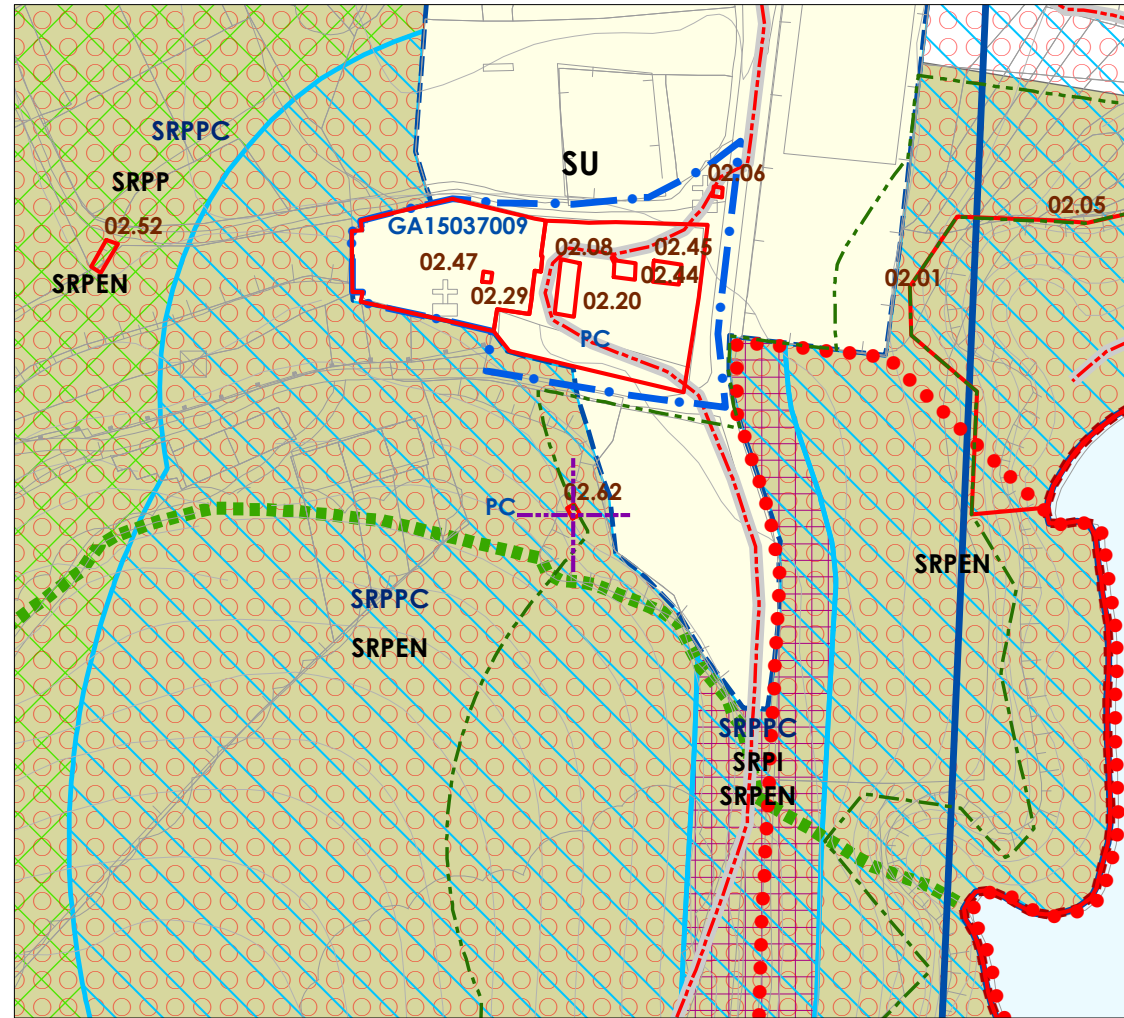 SRPPC
SU
02.06
SRPP
02.05
02.52
GA15037009
02.08
02.45
02.47
02.44
02.01
SRPEN
02.29
02.20
PC
02.62
PC
SRPEN
SRPPC
SRPEN
SRPPC
SRPI
SRPEN